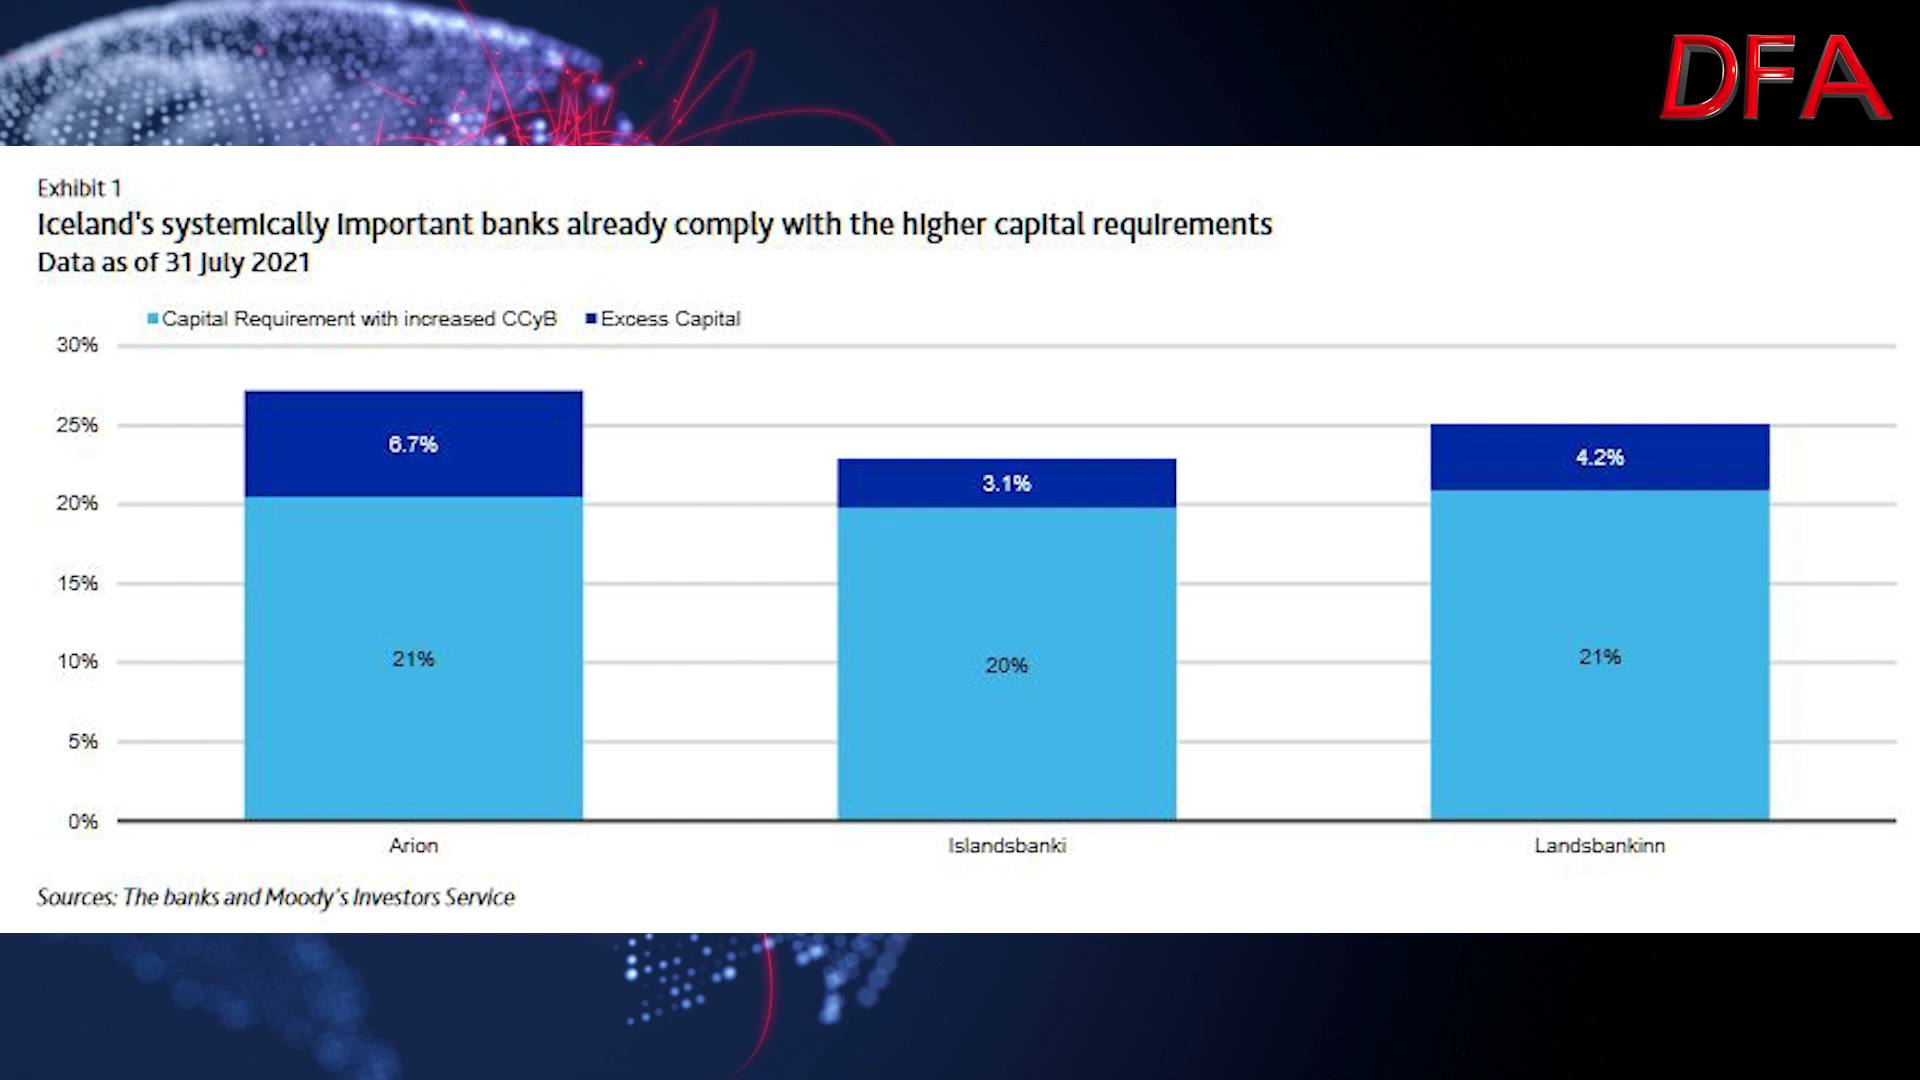 DFA
Exhibit 1
Iceland's systemically important banks already comply with the higher capital requirements
Data as of 31 July 2021
Capital Requirement with increased CCyB Excess Capital
30%
25%
20%
15%
10%
5%
0%
6.7%
3.1%
4.2%
21%
20%
21%
Arion Islandsbanki Landsbankinn
Sources: The banks and Moody's Investors Service